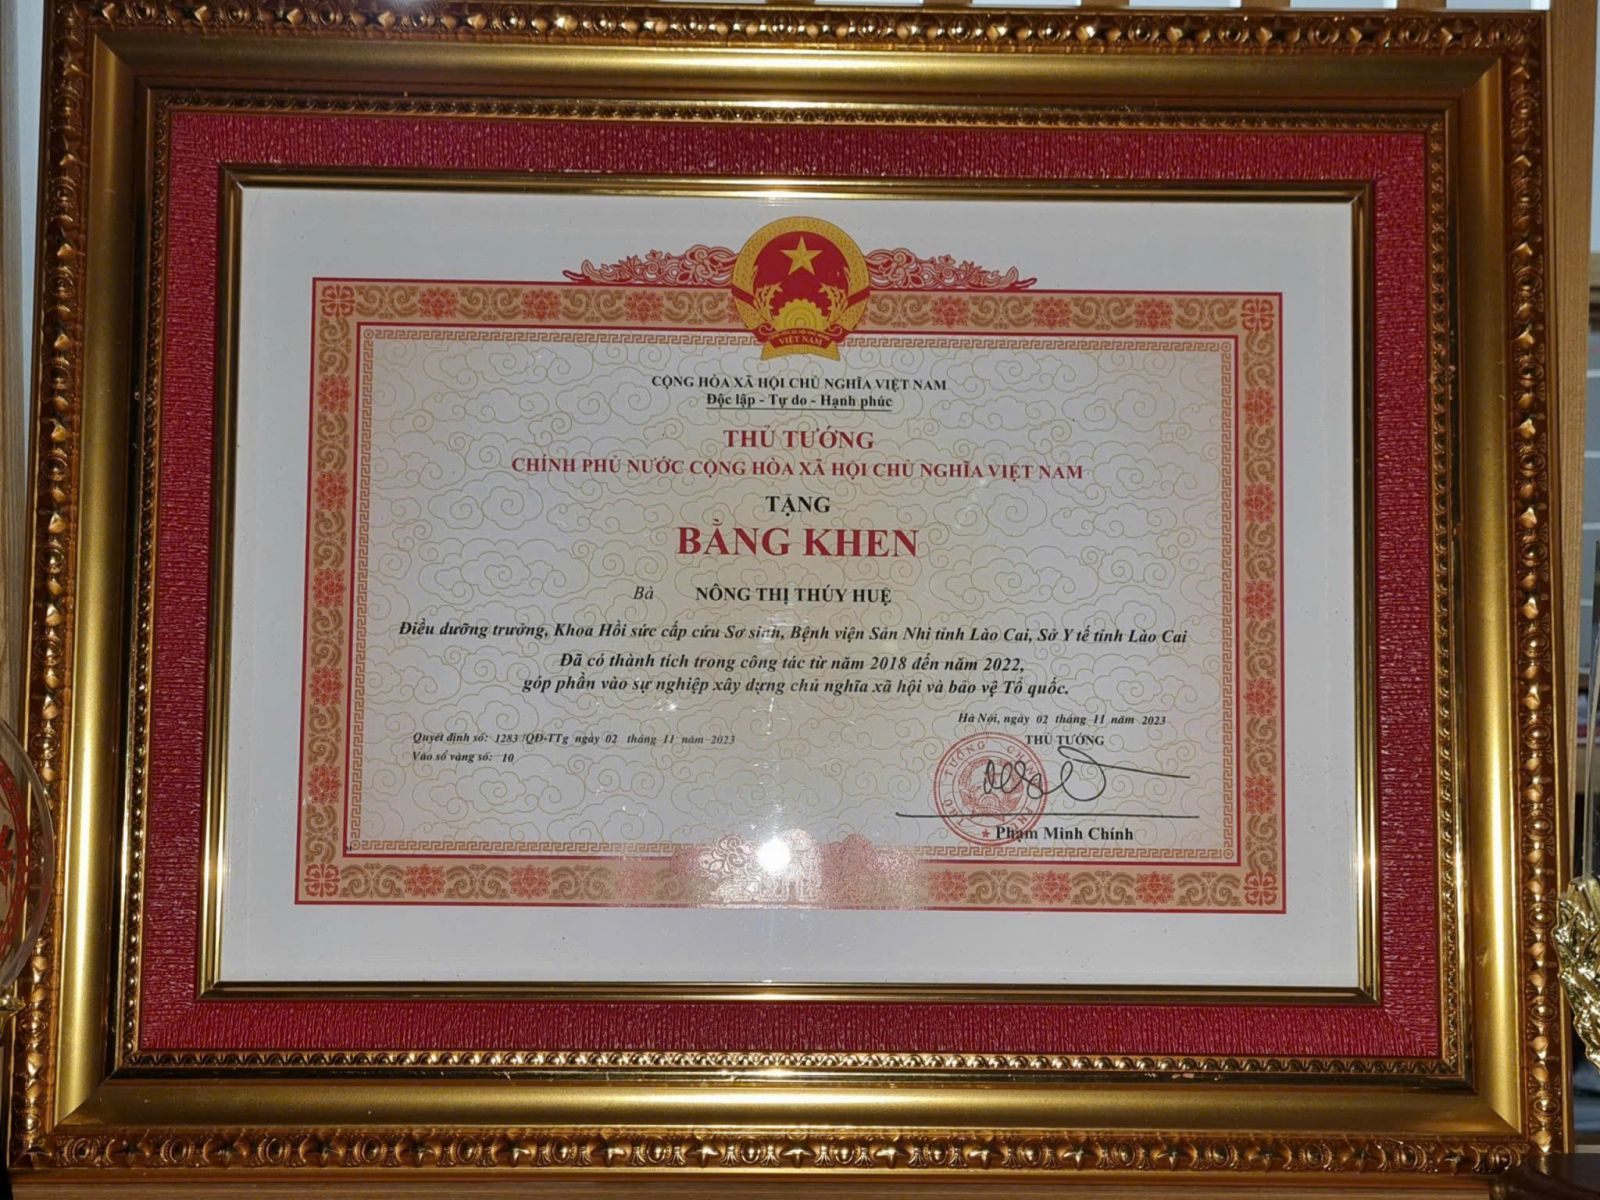 VIỆT NAM
CỘNG HÒA XÃ HỘI CHỦ NGHĨA VIỆT NAM
Độc lập - Tự do - Hạnh phúc
THỦ TƯỚNG
CHÍNH PHỦ NƯỚC CỘNG HÒA XÃ HỘI CHỦ NGHĨA VIỆT NAM
TẶNG
BẰNG KHEN
Bà NÔNG THỊ THÚY HUỆ
Điều dưỡng trưởng, Khoa Hồi sức cấp cứu Sơ sinh, Bệnh viện Sản Nhi tỉnh Lào Cai, Sở Y tế tỉnh Lào Cai
Đã có thành tích trong công tác từ năm 2018 đến năm 2022,
góp phần vào sự nghiệp xây dựng chủ nghĩa xã hội và bảo vệ Tổ quốc.
Hà Nội, ngày 02 tháng 11 năm 2023
Quyết định số: 1283 /QĐ-TTg ngày 02 tháng 11 năm 2023
THỦ TƯỚNG
Vào sổ vàng số: 10
Phạm Minh Chính